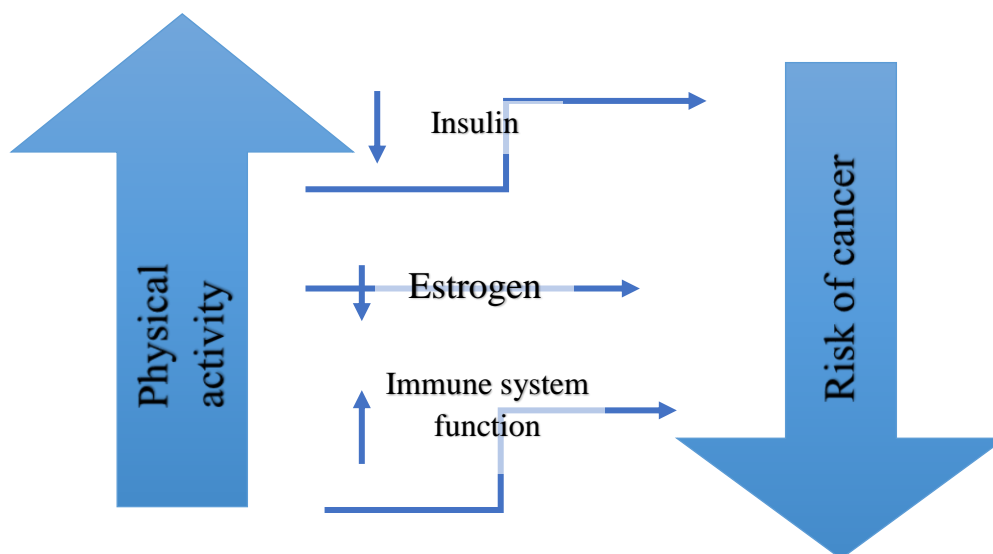 Physical
activity
Insulin
Estrogen
Immune system
function
Risk of cancer